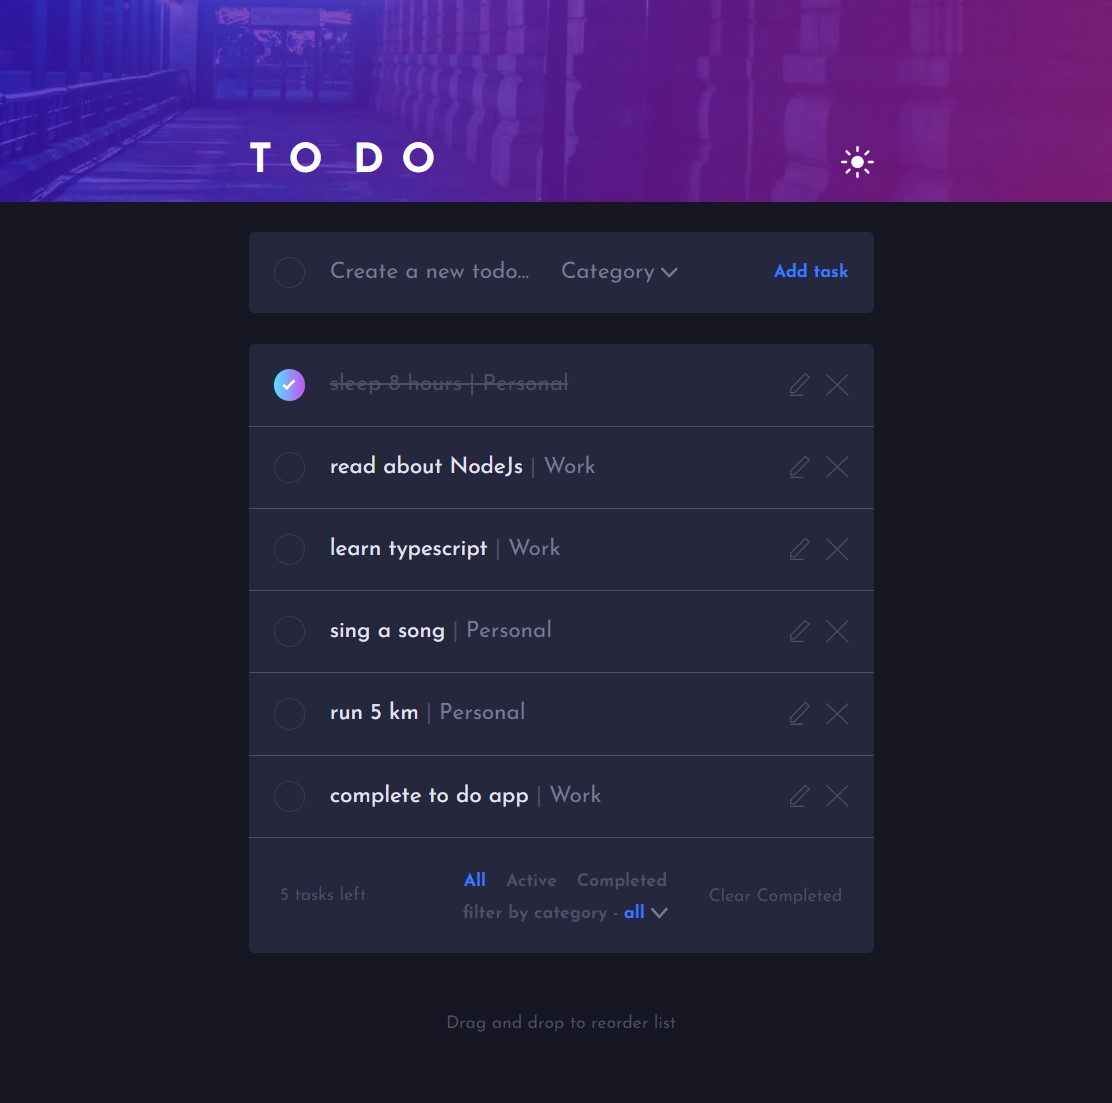 TO DO
Create a new todo... Category Add task
sleep 8 hours | Personal
read about NodeJs | Work
learn typescript | Work
sing a song | Personal
run 5 km | Personal
complete to do app | Work
All Active Completed
5 tasks left Clear Completed
filter by category - all
Drag and drop to reorder list